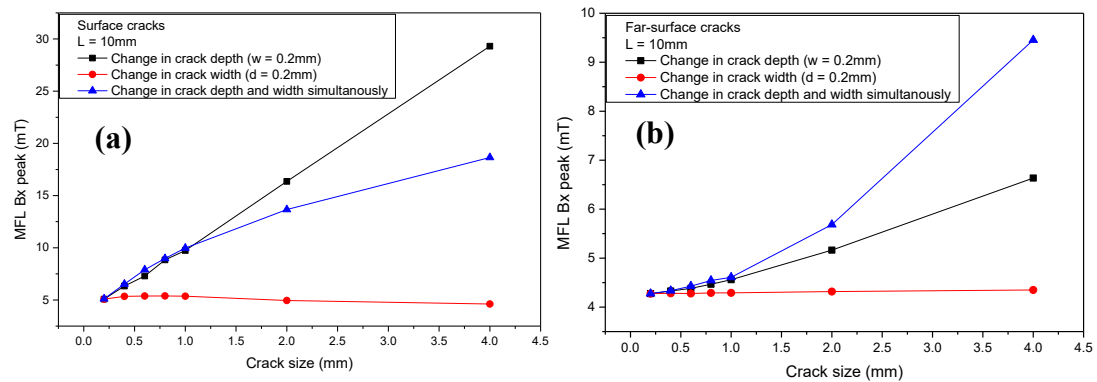 Surface cracks
L = 10mm
Change in crack depth (w = 0.2mm)
Change in crack width (d = 0.2mm)
Change in crack depth and width simultanously
(a)
MFL Bx peak (mT)
30
25
20
15
10
5
0.0 0.5 1.0 1.5 2.0 2.5 3.0 3.5 4.0 4.5
Crack size (mm)
Far-surface cracks
L = 10mm
Change in crack depth (w = 0.2mm)
Change in crack width (d = 0.2mm)
Change in crack depth and width simultanously
(b)
MFL Bx peak (mT)
10
9
8
7
6
5
4
0.0 0.5 1.0 1.5 2.0 2.5 3.0 3.5 4.0 4.5
Crack size (mm)